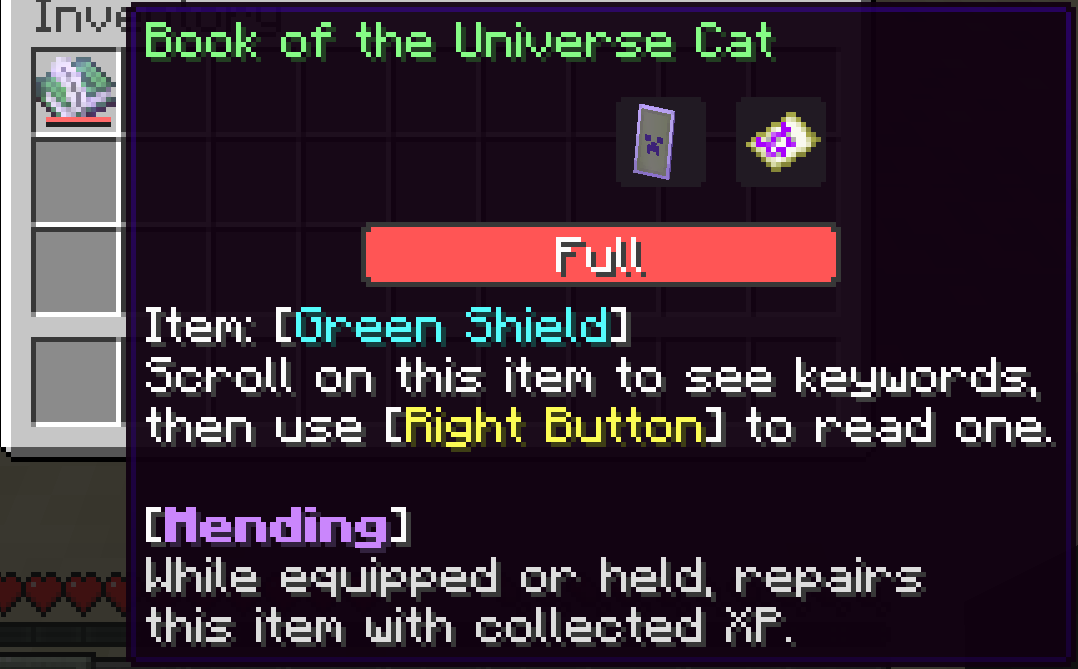 Inventory
Book of the Universe Cat
Full
Item: [Green Shield]
Scroll on this item to see keywords,
then use [Right Button] to read one.
[Mending]
While equipped or held, repairs
this item with collected XP.